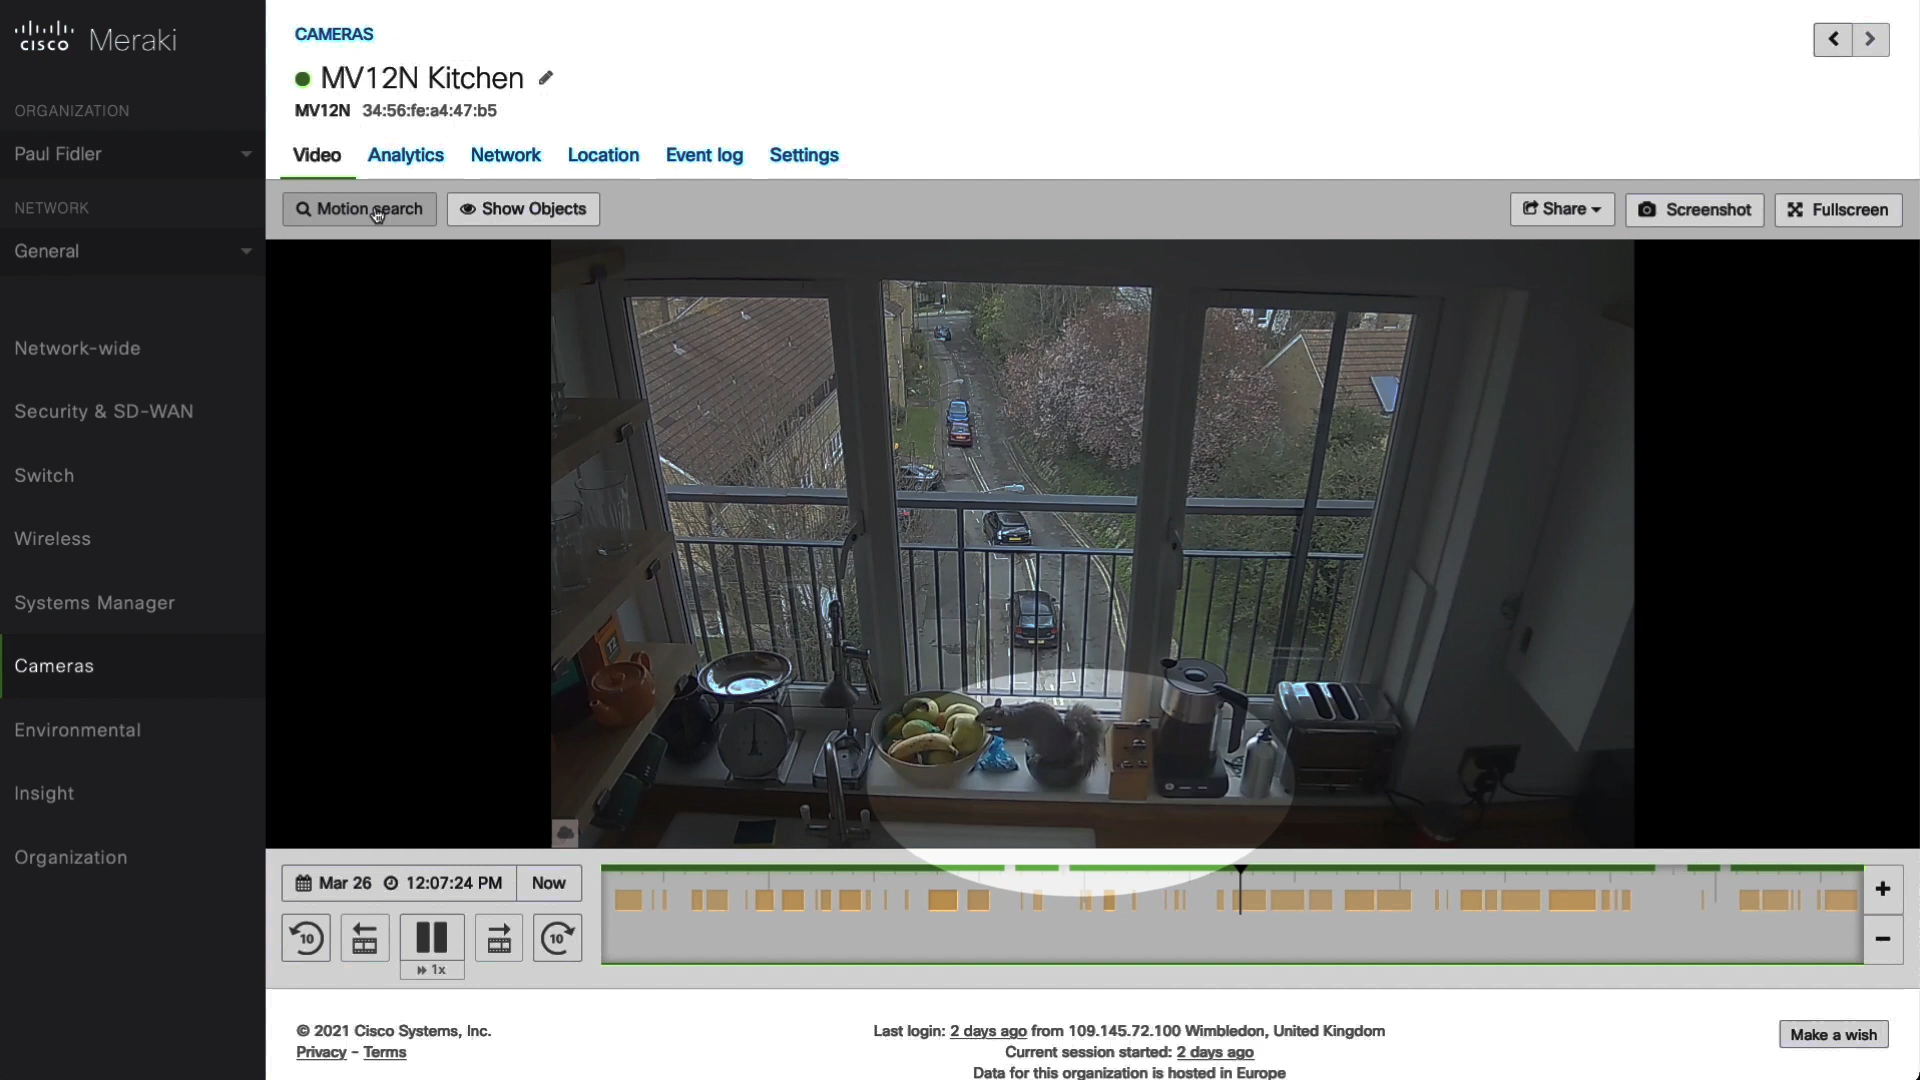 CISCO Meraki
ORGANIZATION
Paul Fidler
NETWORK
General
Network-wide
Security & SD-WAN
Switch
Wireless
Systems Manager
Cameras
Environmental
Insight
Organization
CAMERAS
MV12N Kitchen
MV12N 34:56:fe:a4:47:b5
Video Analytics Network Location Event log Settings
Motion search Show Objects Share Screenshot Fullscreen
Mar 26 12:07:24 PM Now
10 10
1x
+
−
© 2021 Cisco Systems, Inc.
Privacy - Terms
Last login: 2 days ago from 109.145.72.100 Wimbledon, United Kingdom
Current session started: 2 days ago
Data for this organization is hosted in Europe
Make a wish